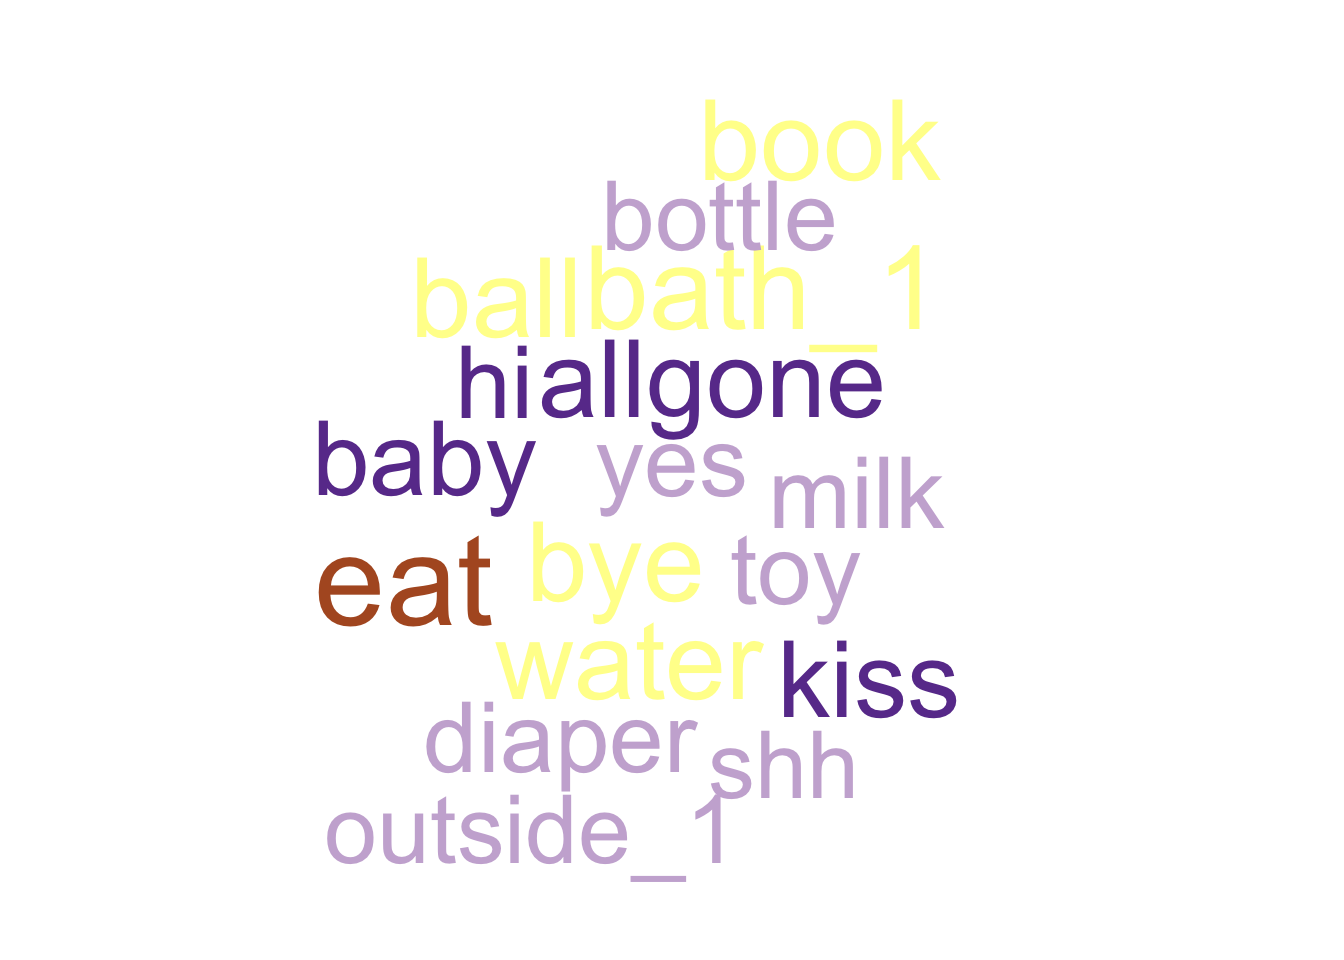 book
bottle
ball bath_1
hi allgone
baby yes milk
eat bye toy
water kiss
diaper shh
outside_1